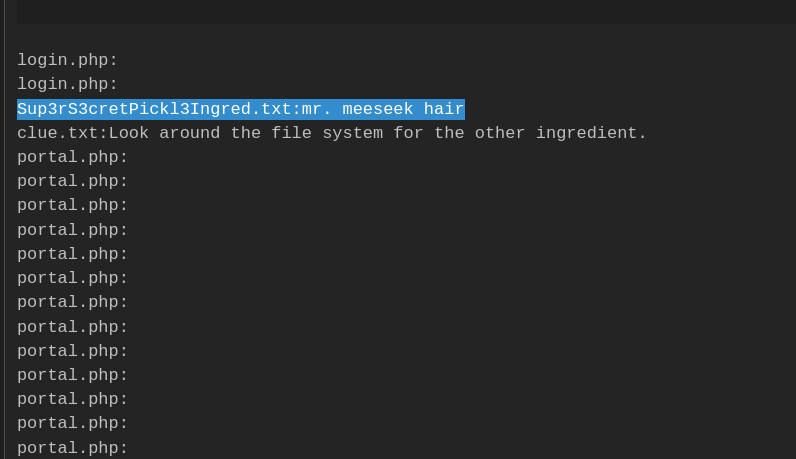 login.php:
login.php:
Sup3rS3cretPickl3Ingred.txt:mr. meeseek hair
clue.txt:Look around the file system for the other ingredient.
portal.php:
portal.php:
portal.php:
portal.php:
portal.php:
portal.php:
portal.php:
portal.php:
portal.php:
portal.php:
portal.php:
portal.php:
portal.php: